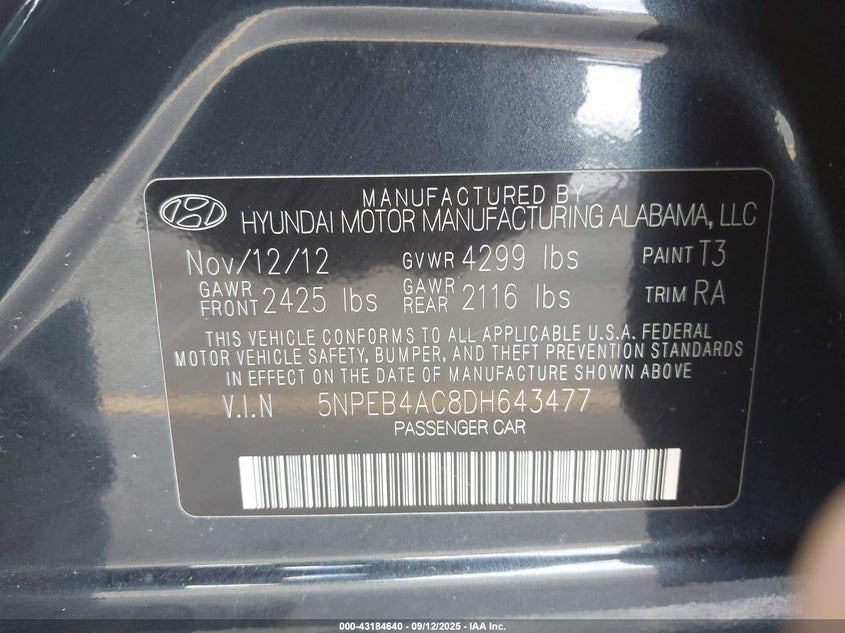 MANUFACTURED BY
HYUNDAI MOTOR MANUFACTURING ALABAMA, LLC
Nov/12/12 GVWR 4299 lbs PAINT T3
GAWR FRONT 2425 lbs GAWR REAR 2116 lbs TRIM RA
THIS VEHICLE CONFORMS TO ALL APPLICABLE U.S.A. FEDERAL
MOTOR VEHICLE SAFETY, BUMPER, AND THEFT PREVENTION STANDARDS
IN EFFECT ON THE DATE OF MANUFACTURE SHOWN ABOVE
V.I.N 5NPEB4AC8DH643477
PASSENGER CAR
000-43184640 - 09/12/2025 - IAA Inc.